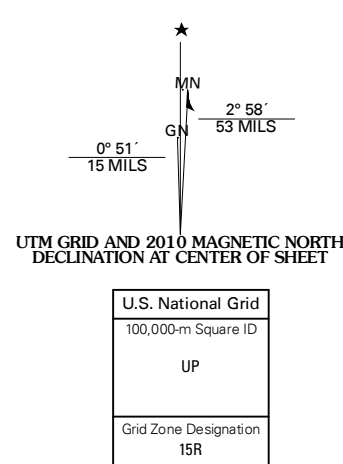 MN
2° 58´
53 MILS
GN
0° 51´
15 MILS
UTM GRID AND 2010 MAGNETIC NORTH
DECLINATION AT CENTER OF SHEET
U.S. National Grid
100,000-m Square ID
UP
Grid Zone Designation
15R